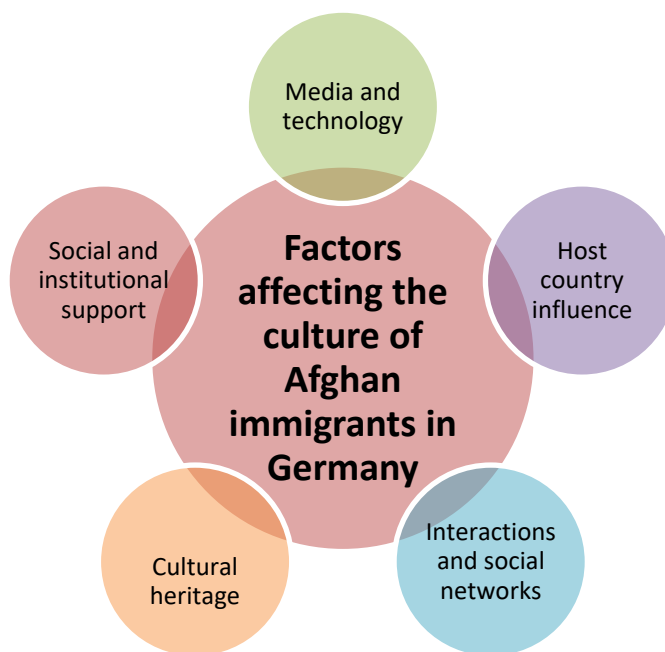 Media and
technology
Social and
institutional
support
Factors
affecting the
culture of
Afghan
immigrants in
Germany
Host
country
influence
Cultural
heritage
Interactions
and social
networks